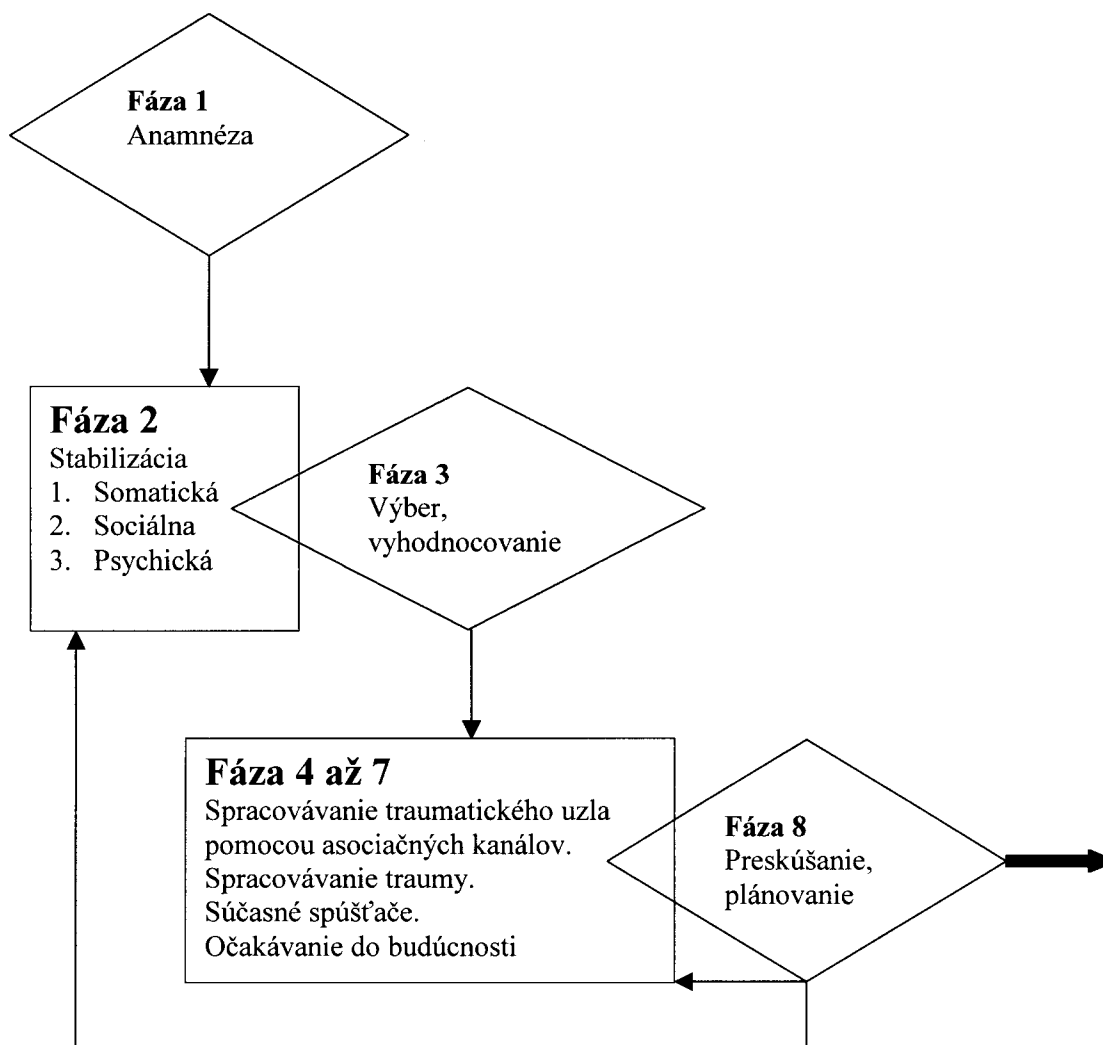 Fáza 1
Anamnéza
Fáza 2
Stabilizácia
1. Somatická
2. Sociálna
3. Psychická
Fáza 3
Výber,
vyhodnocovanie
Fáza 4 až 7
Spracovávanie traumatického uzla
pomocou asociačných kanálov.
Spracovávanie traumy.
Súčasné spúšťače.
Očakávanie do budúcnosti
Fáza 8
Preskúšanie,
plánovanie